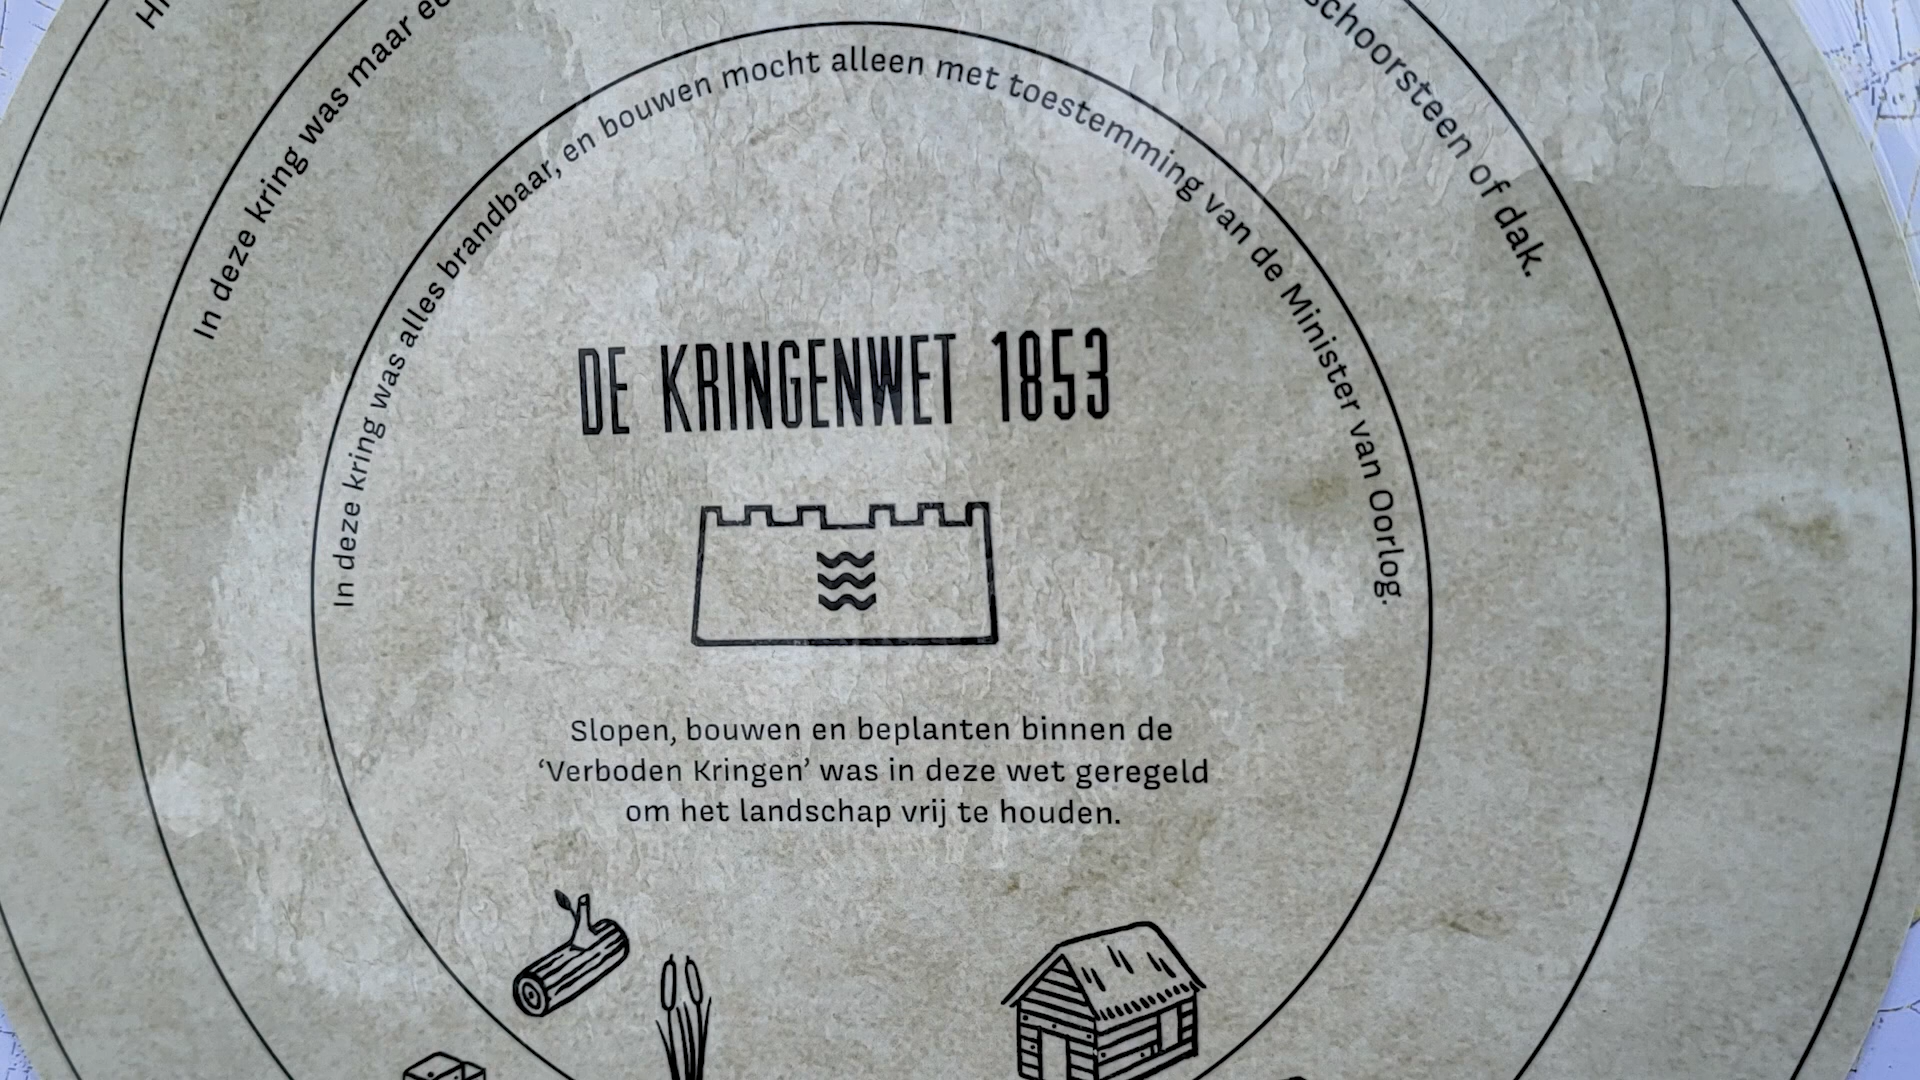 In deze kring was maar
schoorsteen of dak.
In deze kring was alles brandbaar, en bouwen mocht alleen met toestemming van de Minister van Oorlog.
DE KRINGENWET 1853
Slopen, bouwen en beplanten binnen de
‘Verboden Kringen’ was in deze wet geregeld
om het landschap vrij te houden.